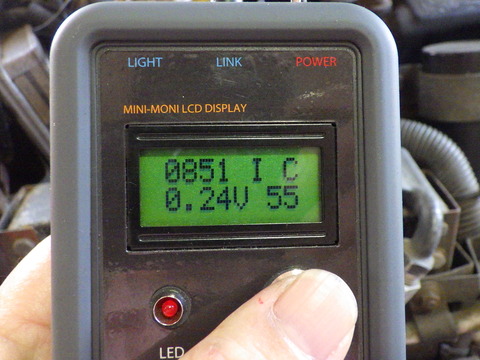 LIGHT LINK POWER
MINI-MONI LCD DISPLAY
0851 I C
0.24V 55
LED